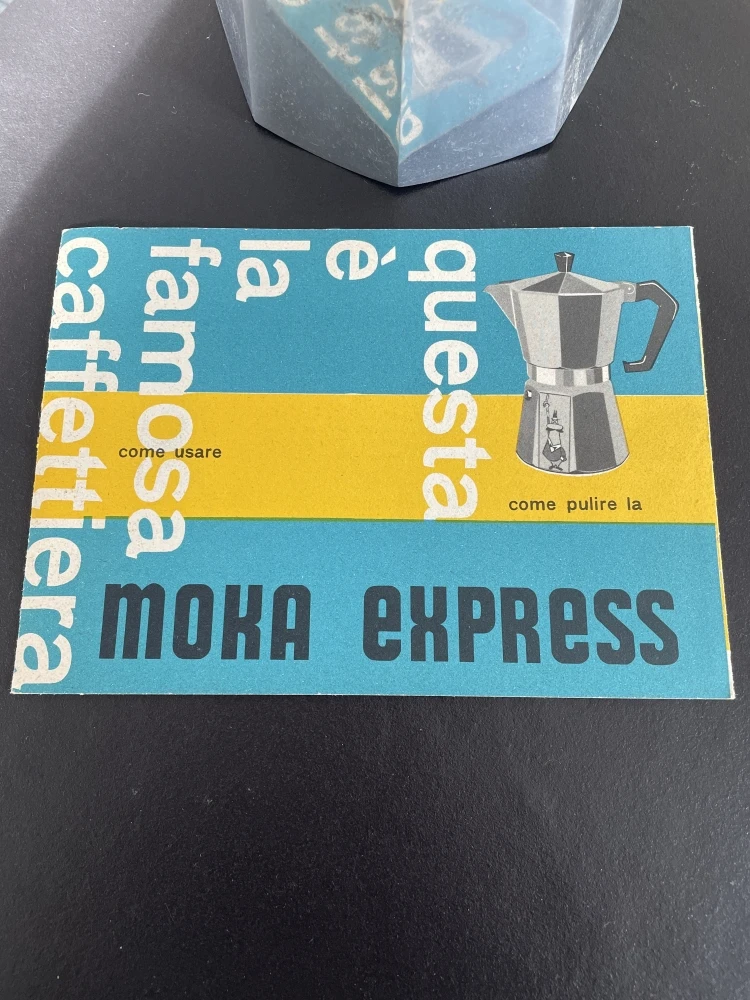 questa
è
la
famosa
caffettiera
come usare
come pulire la
MOKA EXPRESS